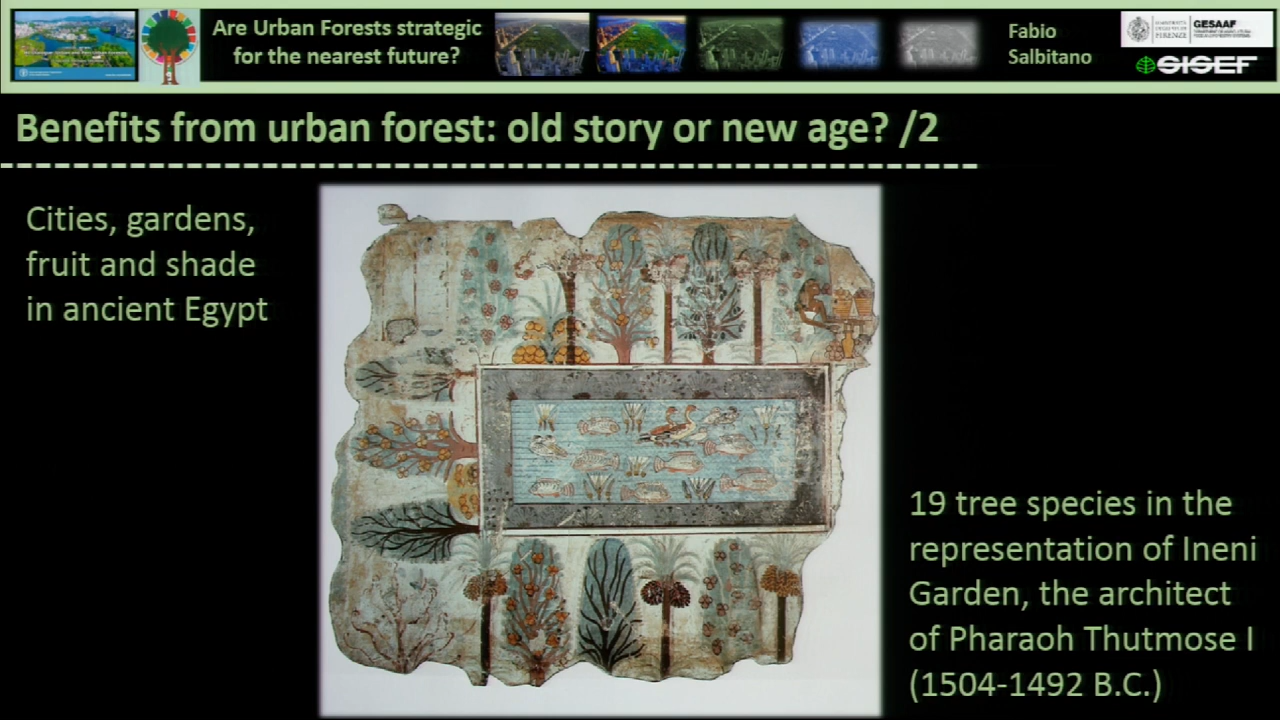 Are Urban Forests strategic
for the nearest future?
Fabio
Salbitano
FIRENZE
GESAAF
SISEF
Benefits from urban forest: old story or new age? /2
Cities, gardens,
fruit and shade
in ancient Egypt
19 tree species in the
representation of Ineni
Garden, the architect
of Pharaoh Thutmose I
(1504-1492 B.C.)